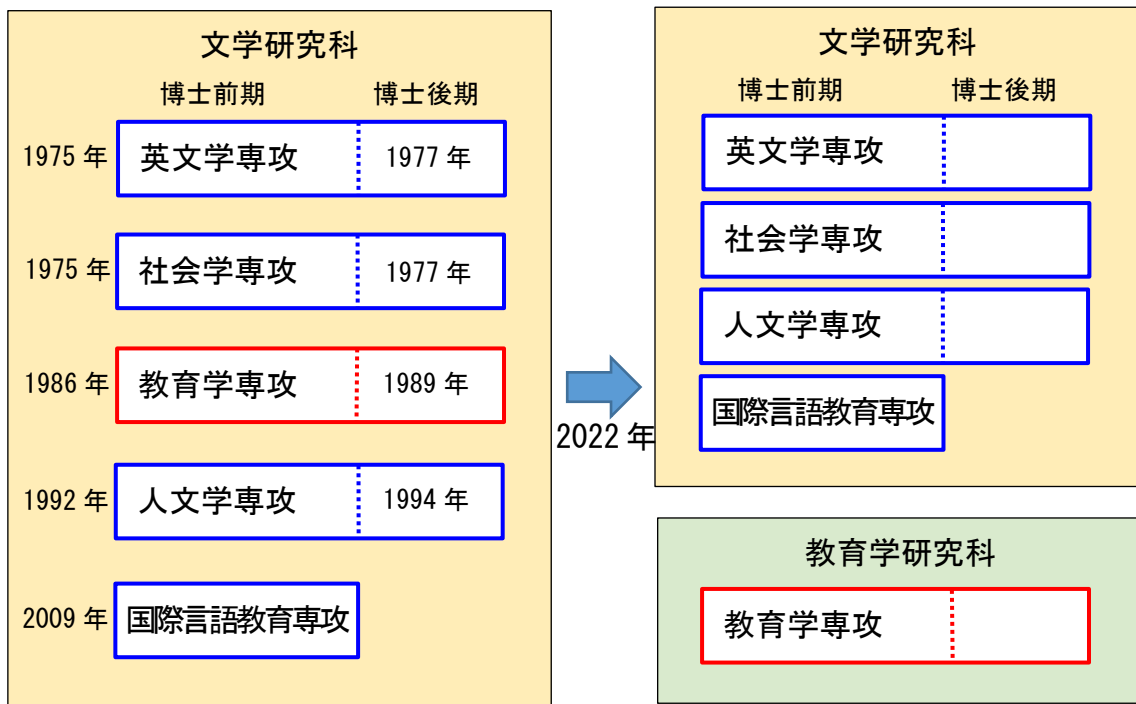 文学研究科
博士前期 博士後期
1975 年 英文学専攻 1977 年
1975 年 社会学専攻 1977 年
1986 年 教育学専攻 1989 年
1992 年 人文学専攻 1994 年
2009 年 国際言語教育専攻
2022 年
文学研究科
博士前期 博士後期
英文学専攻
社会学専攻
人文学専攻
国際言語教育専攻
教育学研究科
教育学専攻